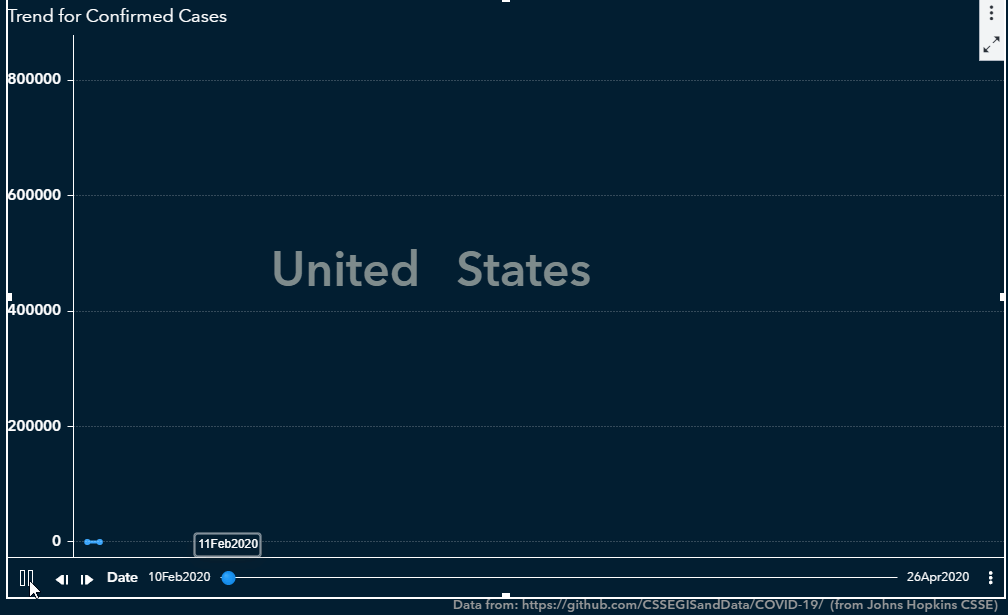 Trend for Confirmed Cases
800000
600000
United States
400000
200000
0
11Feb2020
Date 10Feb2020 26Apr2020
Data from: https://github.com/CSSEGISandData/COVID-19/ (from Johns Hopkins CSSE)